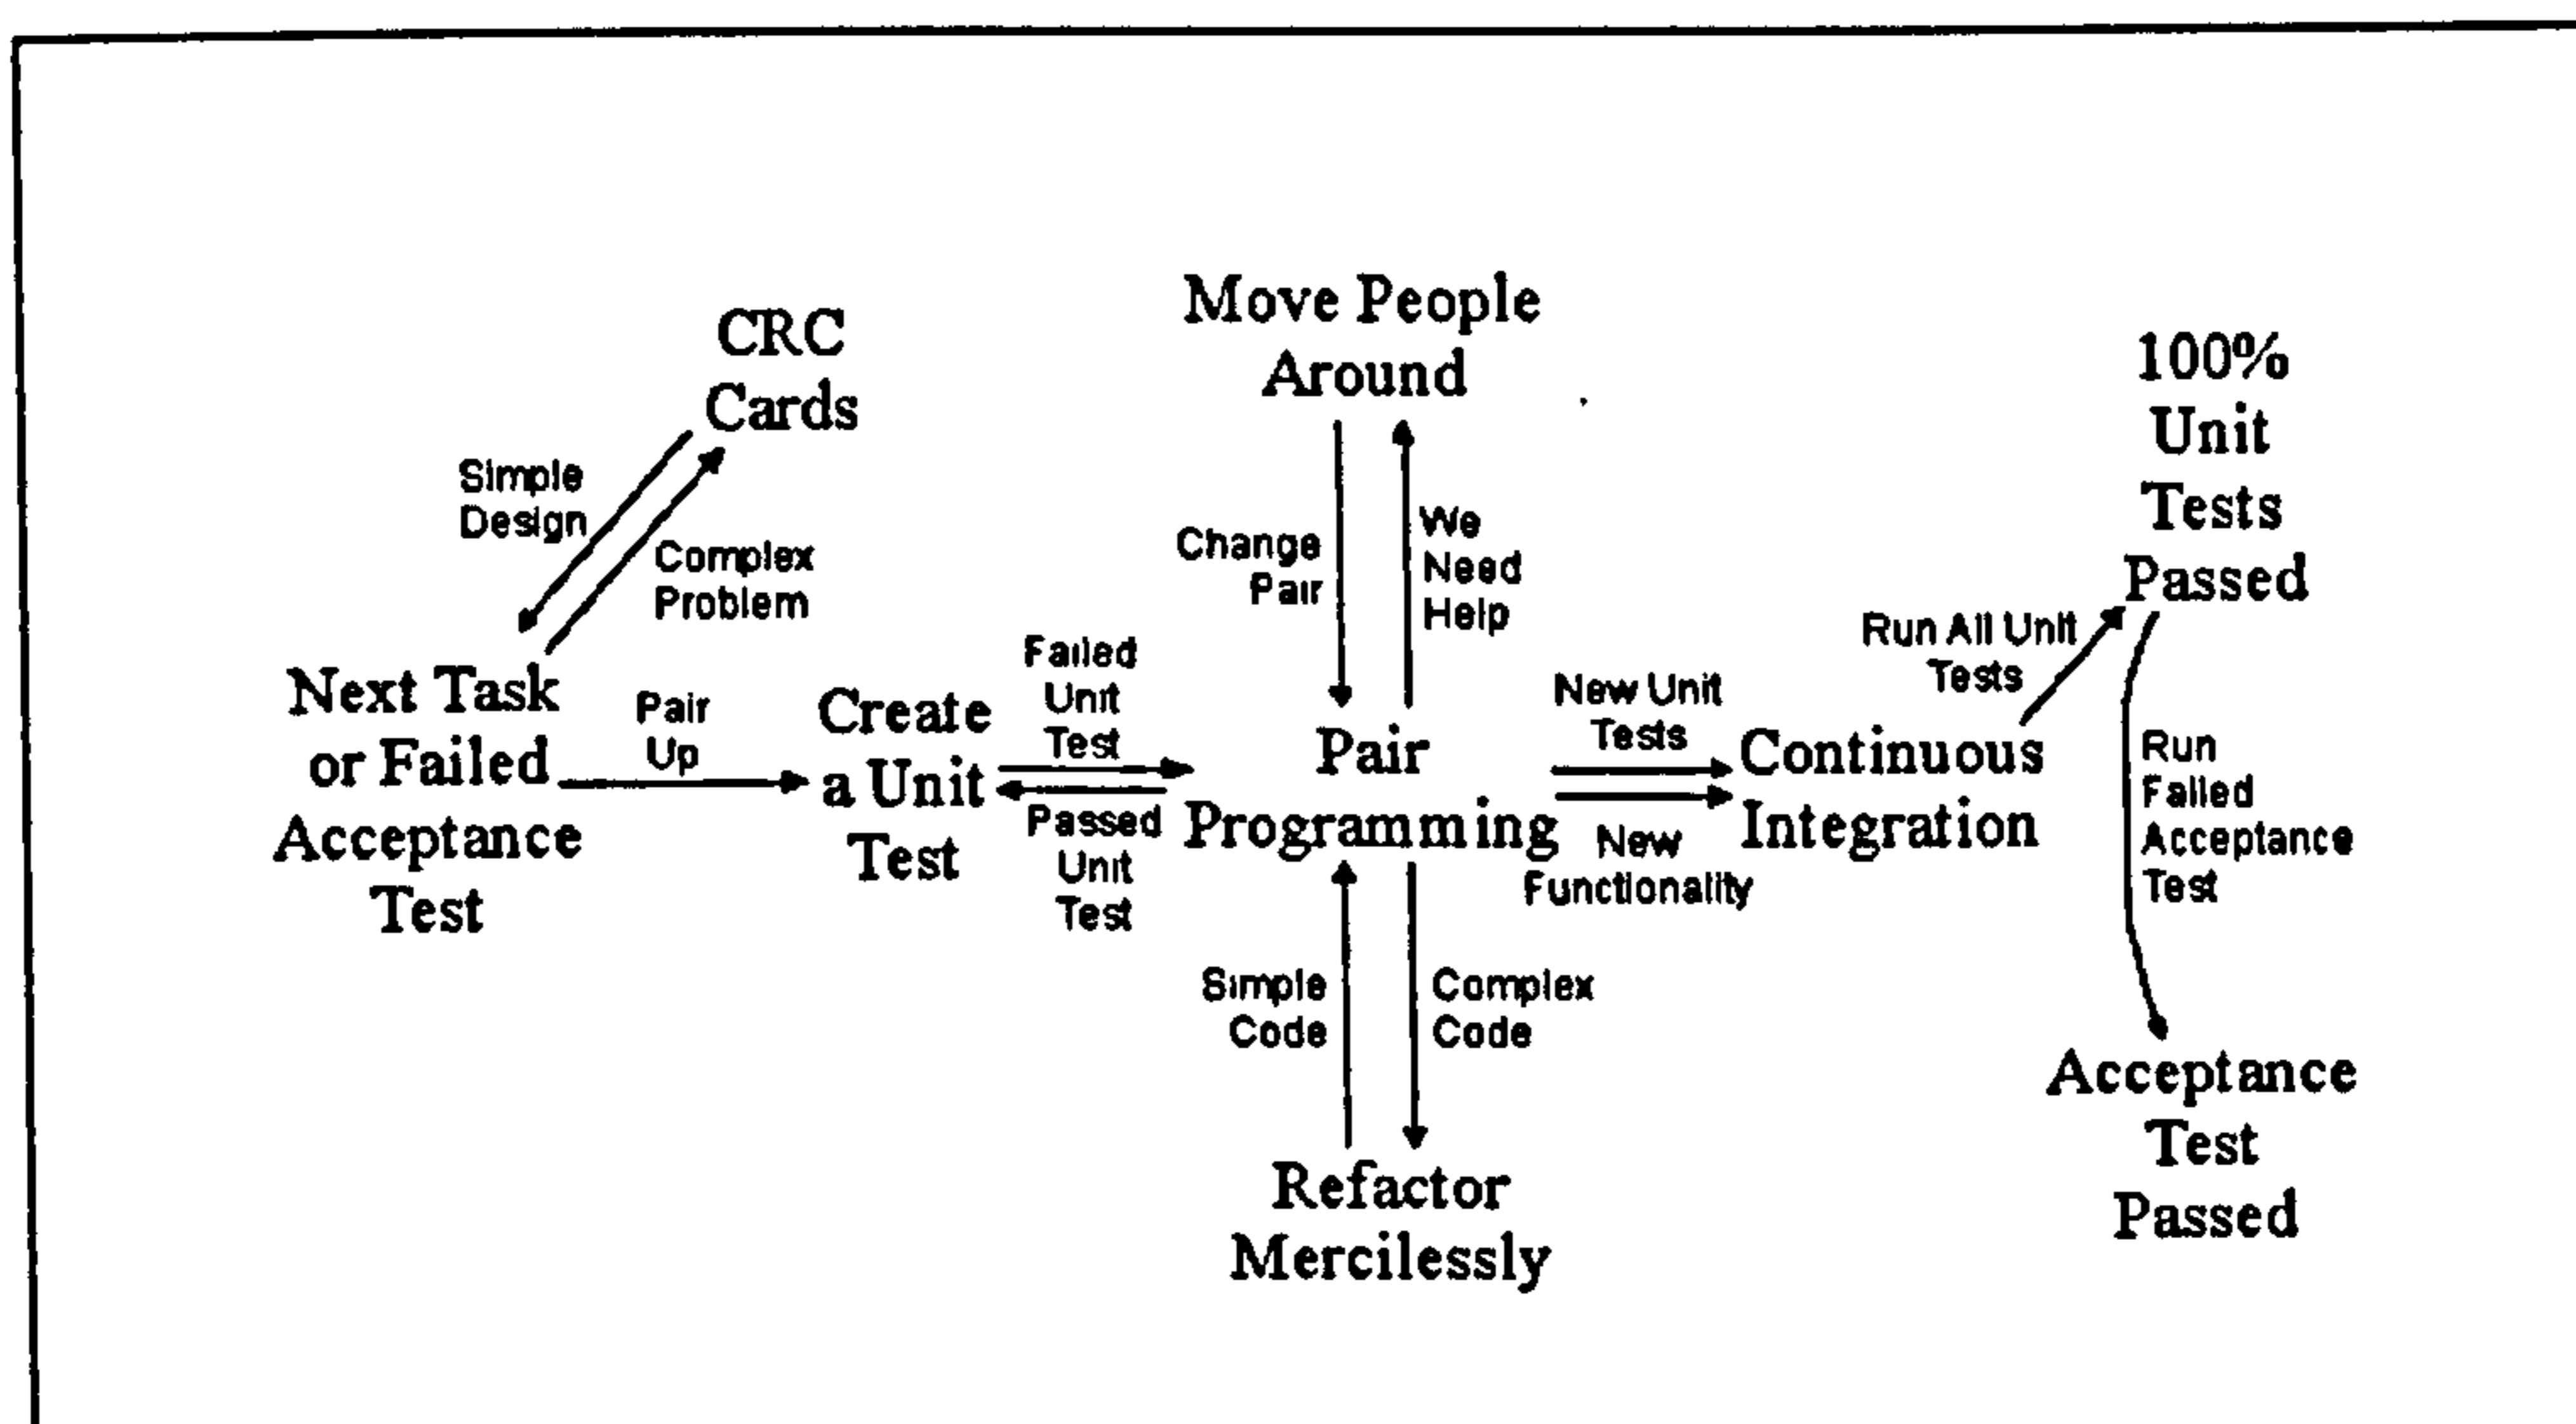 CRC
Cards
Simple
Design
Complex
Problem
Next Task
or Failed
Acceptance
Test
Pair
Up
Create
a Unit
Test
Failed
Unit
Test
Passed
Unit
Test
Move People
Around
Change
Pair
We
Need
Help
Pair
Programming
Simple
Code
Complex
Code
Refactor
Mercilessly
New Unit
Tests
New
Functionality
Continuous
Integration
Run All Unit
Tests
100%
Unit
Tests
Passed
Run
Failed
Acceptance
Test
Acceptance
Test
Passed